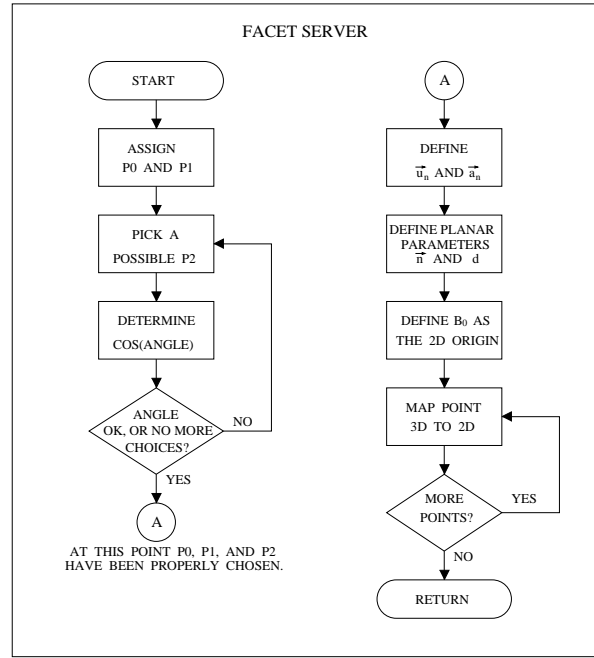 FACET SERVER
START
ASSIGN
P0 AND P1
PICK A
POSSIBLE P2
DETERMINE
COS(ANGLE)
ANGLE
OK, OR NO MORE
CHOICES?
NO
YES
A
AT THIS POINT P0, P1, AND P2
HAVE BEEN PROPERLY CHOSEN.
A
DEFINE
u⃗ₙ AND a⃗ₙ
DEFINE PLANAR
PARAMETERS
n⃗ AND d
DEFINE B₀ AS
THE 2D ORIGIN
MAP POINT
3D TO 2D
MORE
POINTS?
YES
NO
RETURN